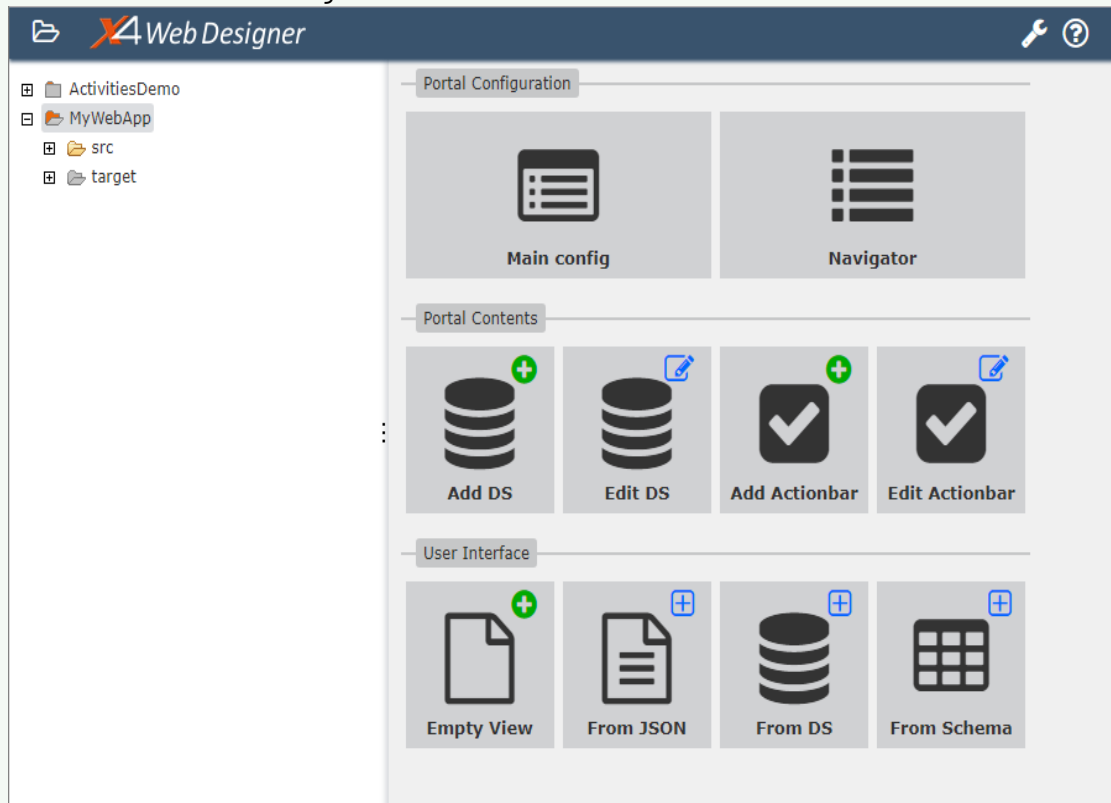 X4 Web Designer
ActivitiesDemo
MyWebApp
src
target
Portal Configuration
Main config
Navigator
Portal Contents
Add DS
Edit DS
Add Actionbar
Edit Actionbar
User Interface
Empty View
From JSON
From DS
From Schema